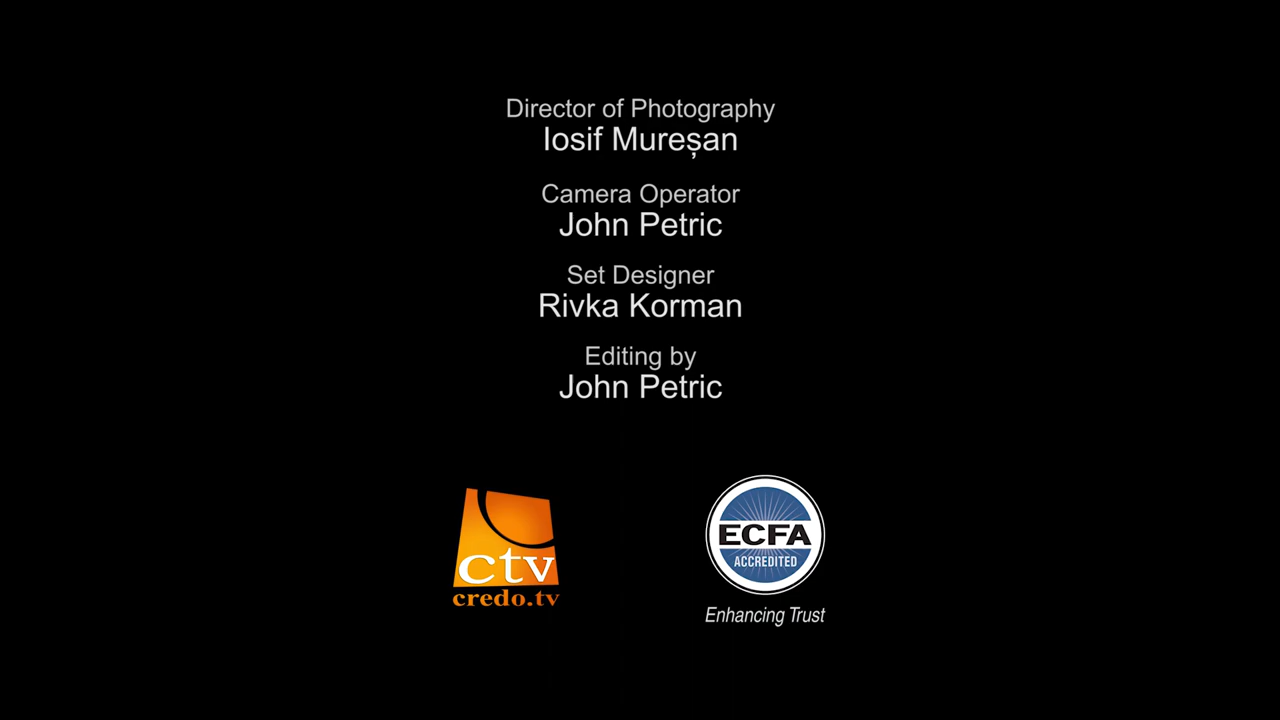 Director of Photography
Iosif Mureșan
Camera Operator
John Petric
Set Designer
Rivka Korman
Editing by
John Petric
ctv
credo.tv
ECFA
ACCREDITED
Enhancing Trust